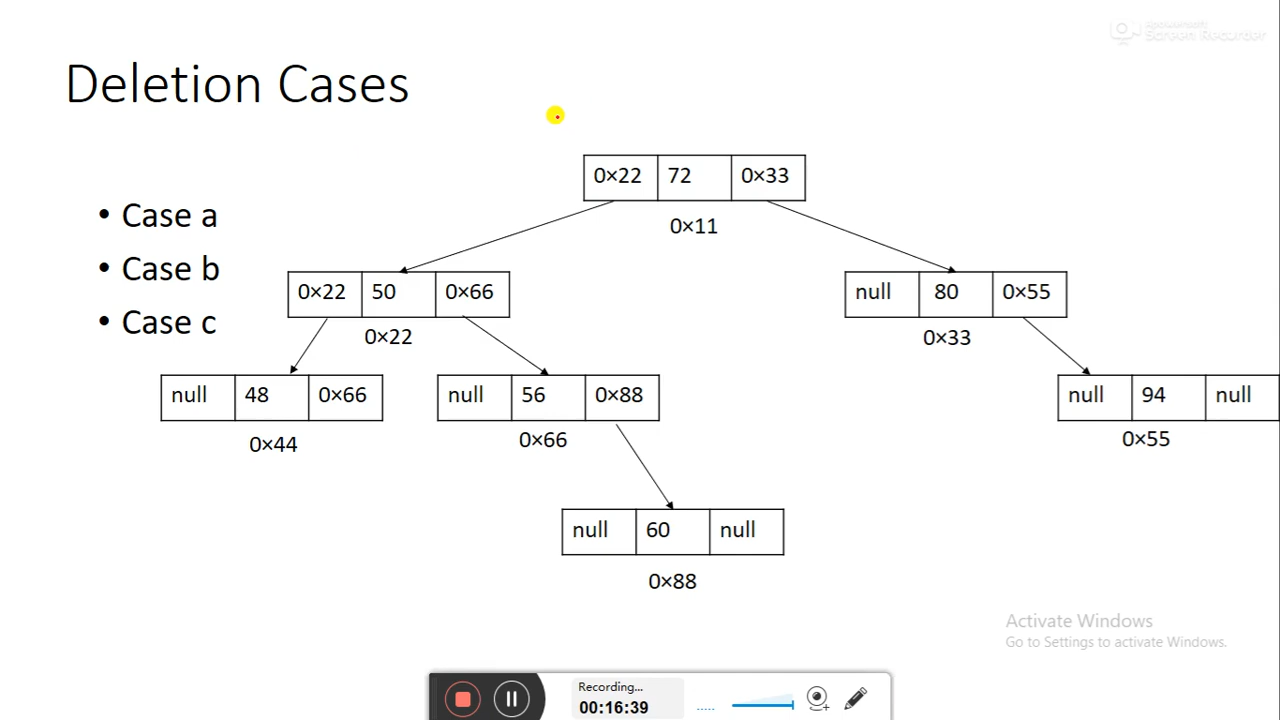 Apowersoft
Screen Recorder
Deletion Cases
0×22 72 0×33
0×11
• Case a
• Case b
• Case c
0×22 50 0×66
0×22
null 80 0×55
0×33
null 48 0×66
0×44
null 56 0×88
0×66
null 94 null
0×55
null 60 null
0×88
Activate Windows
Go to Settings to activate Windows.
Recording...
00:16:39